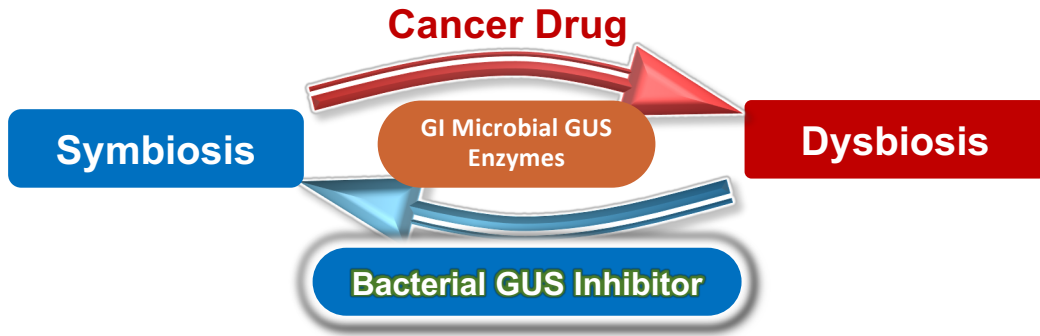 Cancer Drug
GI Microbial GUS
Enzymes
Symbiosis
Dysbiosis
Bacterial GUS Inhibitor